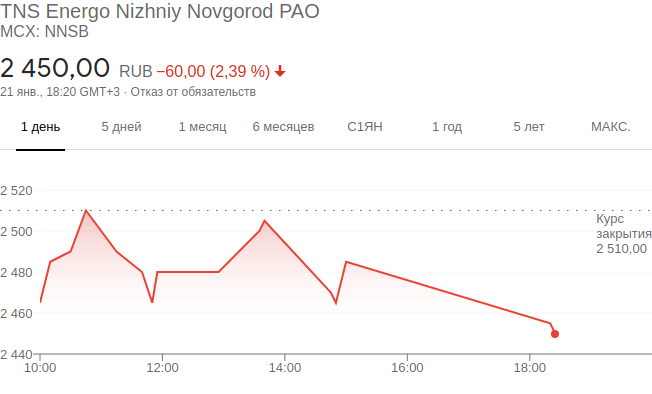 TNS Energo Nizhniy Novgorod PAO
MCX: NNSB
2 450,00 RUB −60,00 (2,39 %)
21 янв., 18:20 GMT+3 · Отказ от обязательств
1 день 5 дней 1 месяц 6 месяцев С1ЯН 1 год 5 лет МАКС.
2 520
2 500
2 480
2 460
2 440
Курс
закрытия
2 510,00
10:00 12:00 14:00 16:00 18:00